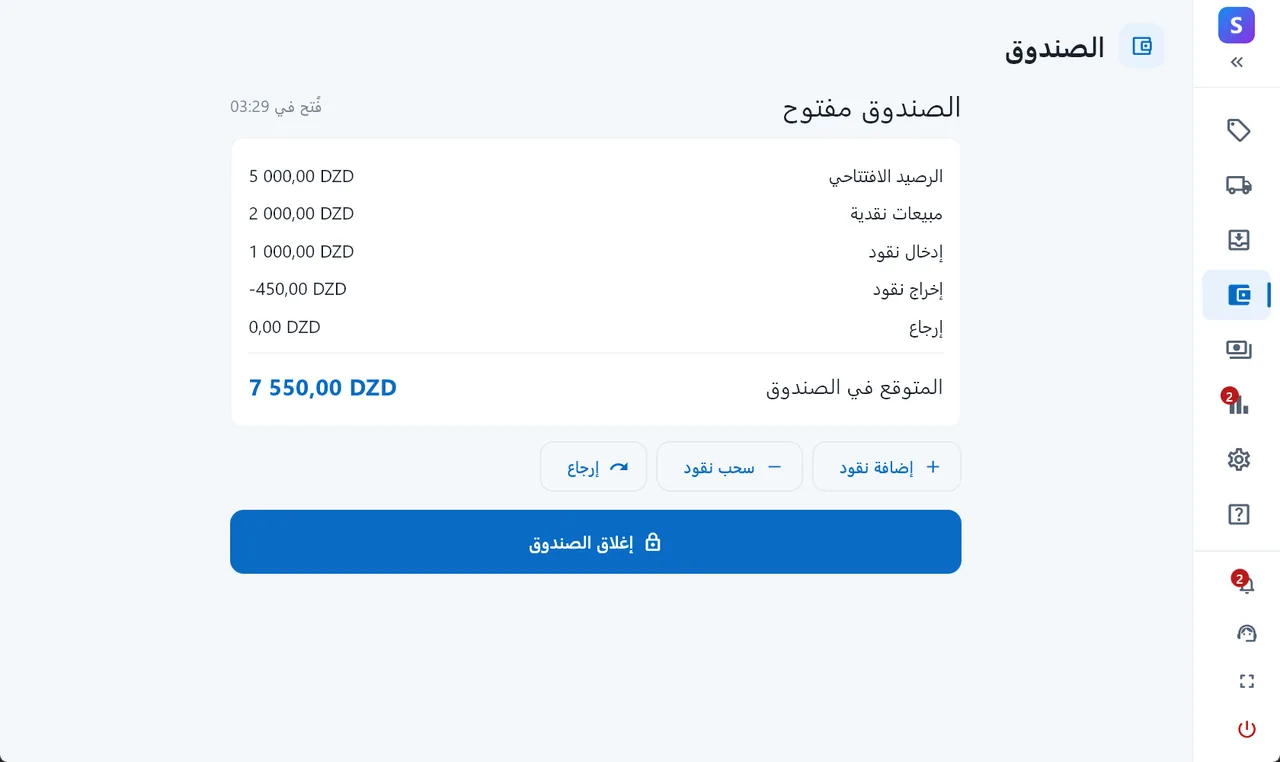 S
الصندوق
الصندوق مفتوح
فُتح في 03:29
الرصيد الافتتاحي 5 000,00 DZD
مبيعات نقدية 2 000,00 DZD
إدخال نقود 1 000,00 DZD
إخراج نقود -450,00 DZD
إرجاع 0,00 DZD
المتوقع في الصندوق 7 550,00 DZD
إضافة نقود
سحب نقود
إرجاع
إغلاق الصندوق
2
2